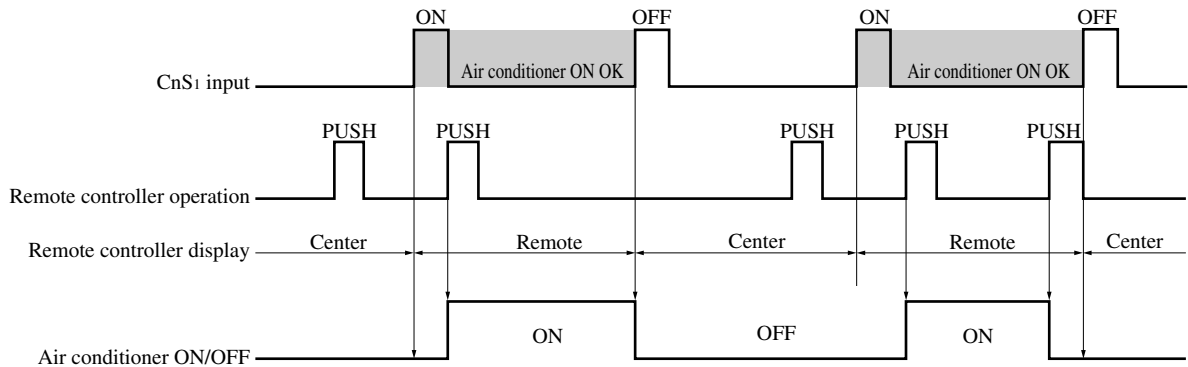 ON OFF ON OFF
CnS1 input Air conditioner ON OK Air conditioner ON OK
PUSH PUSH PUSH PUSH PUSH
Remote controller operation
Remote controller display Center Remote Center Remote Center
Air conditioner ON/OFF ON OFF ON